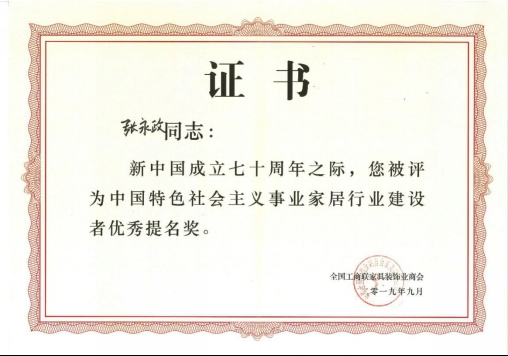 证书
张永政同志：
新中国成立七十周年之际，您被评
为中国特色社会主义事业家居行业建设
者优秀提名奖。
全国工商联家具装饰业商会
二〇一九年九月